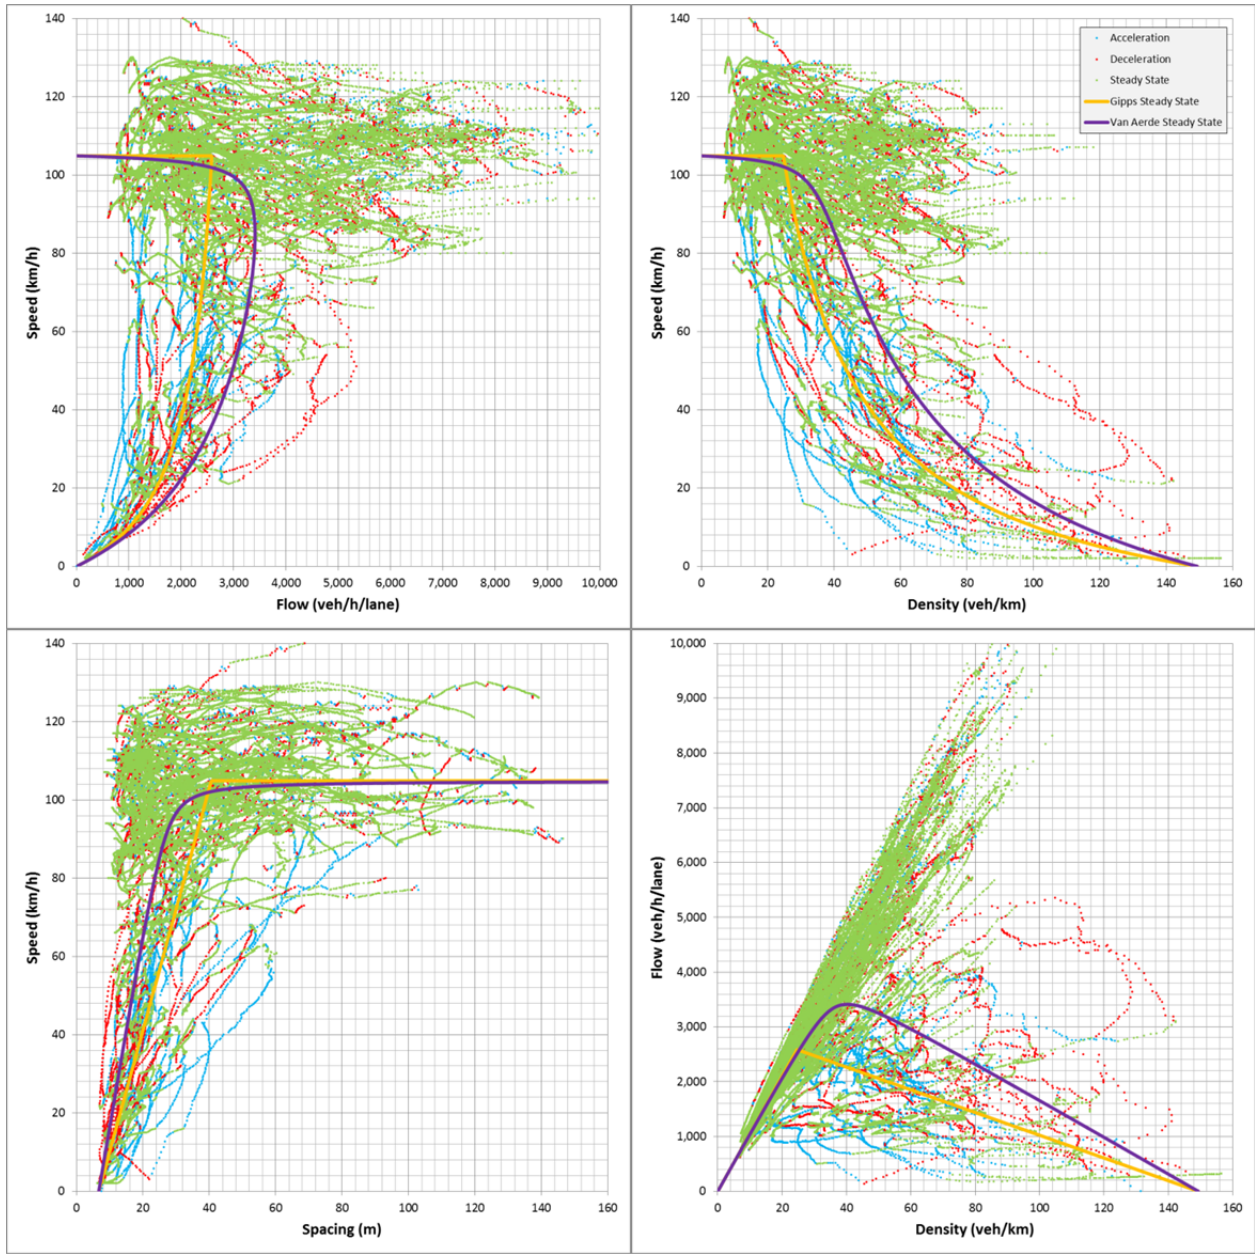 140
120
100
80
60
40
20
0
Speed (km/h)
0 1,000 2,000 3,000 4,000 5,000 6,000 7,000 8,000 9,000 10,000
Flow (veh/h/lane)
140
120
100
80
60
40
20
0
Speed (km/h)
0 20 40 60 80 100 120 140 160
Density (veh/km)
Acceleration
Deceleration
Steady State
Gipps Steady State
Van Aerde Steady State
140
120
100
80
60
40
20
0
Speed (km/h)
0 20 40 60 80 100 120 140 160
Spacing (m)
10,000
9,000
8,000
7,000
6,000
5,000
4,000
3,000
2,000
1,000
0
Flow (veh/h/lane)
0 20 40 60 80 100 120 140 160
Density (veh/km)